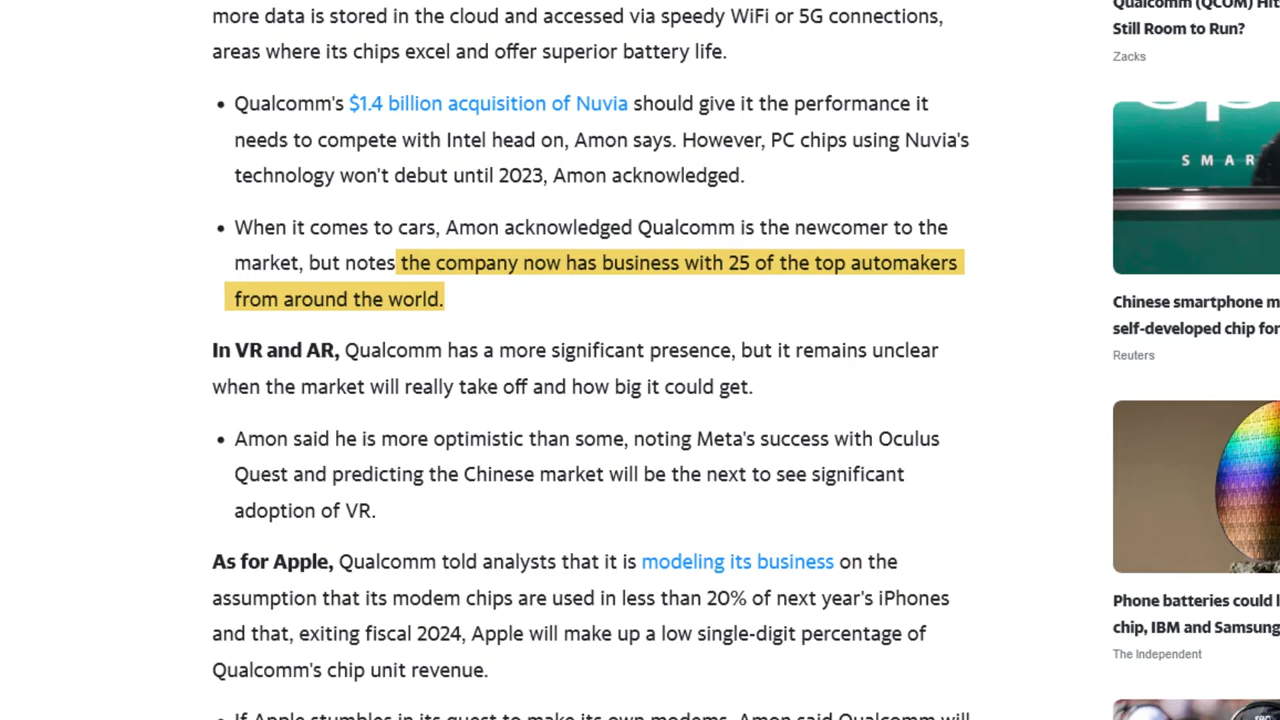 more data is stored in the cloud and accessed via speedy WiFi or 5G connections,
areas where its chips excel and offer superior battery life.
• Qualcomm's $1.4 billion acquisition of Nuvia should give it the performance it
needs to compete with Intel head on, Amon says. However, PC chips using Nuvia's
technology won't debut until 2023, Amon acknowledged.
• When it comes to cars, Amon acknowledged Qualcomm is the newcomer to the
market, but notes the company now has business with 25 of the top automakers
from around the world.
In VR and AR, Qualcomm has a more significant presence, but it remains unclear
when the market will really take off and how big it could get.
• Amon said he is more optimistic than some, noting Meta's success with Oculus
Quest and predicting the Chinese market will be the next to see significant
adoption of VR.
As for Apple, Qualcomm told analysts that it is modeling its business on the
assumption that its modem chips are used in less than 20% of next year's iPhones
and that, exiting fiscal 2024, Apple will make up a low single-digit percentage of
Qualcomm's chip unit revenue.
• If Apple stumbles in its quest to make its own modems, Amon said Qualcomm will
Qualcomm (QCOM) Hit
Still Room to Run?
Zacks
SMAR
Chinese smartphone m
self-developed chip for
Reuters
Phone batteries could l
chip, IBM and Samsung
The Independent